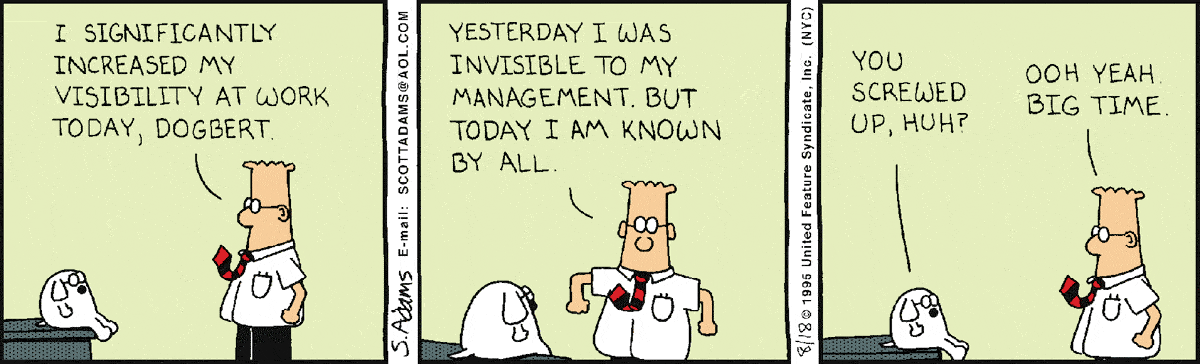 I SIGNIFICANTLY
INCREASED MY
VISIBILITY AT WORK
TODAY, DOGBERT.
S. Adams E-mail: SCOTTADAMS@AOL.COM
YESTERDAY I WAS
INVISIBLE TO MY
MANAGEMENT. BUT
TODAY I AM KNOWN
BY ALL.
8/18 © 1995 United Feature Syndicate, Inc. (NYC)
YOU
SCREWED
UP, HUH?
OOH YEAH.
BIG TIME.